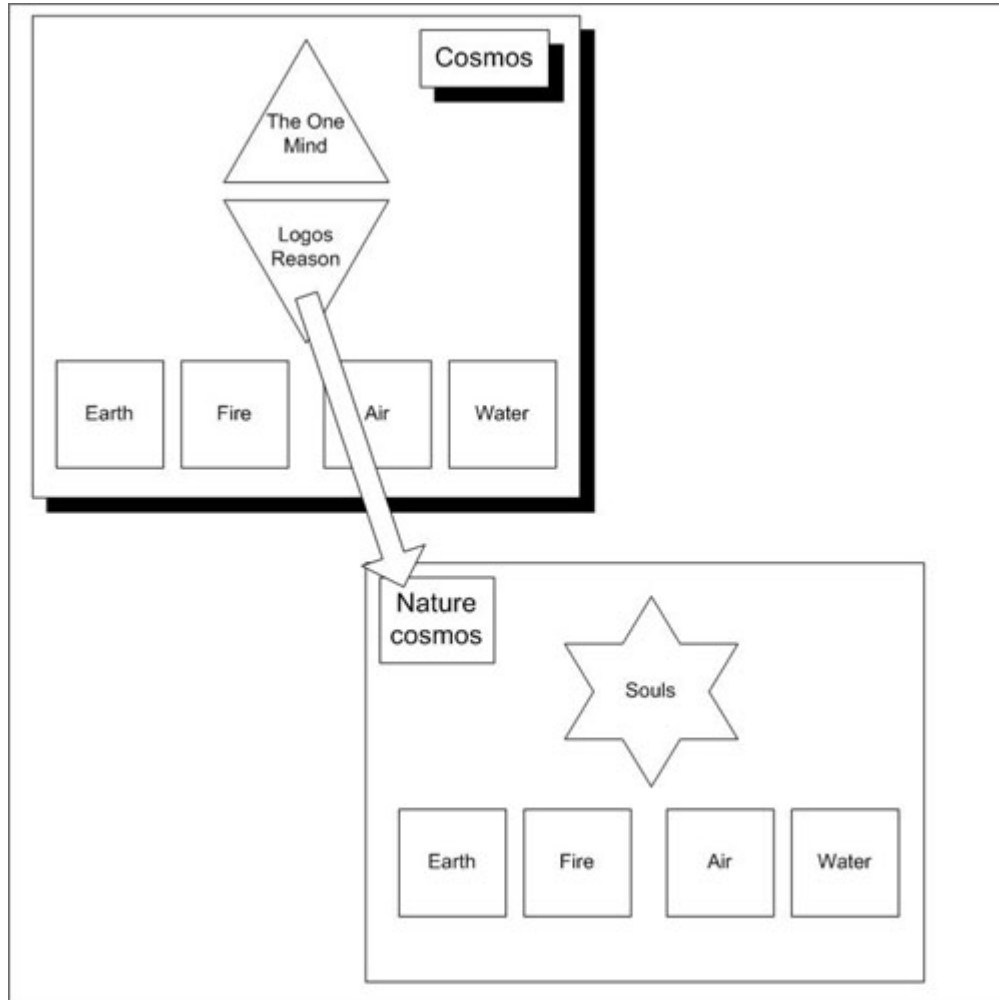 Cosmos
The One
Mind
Logos
Reason
Earth
Fire
Air
Water
Nature
cosmos
Souls
Earth
Fire
Air
Water